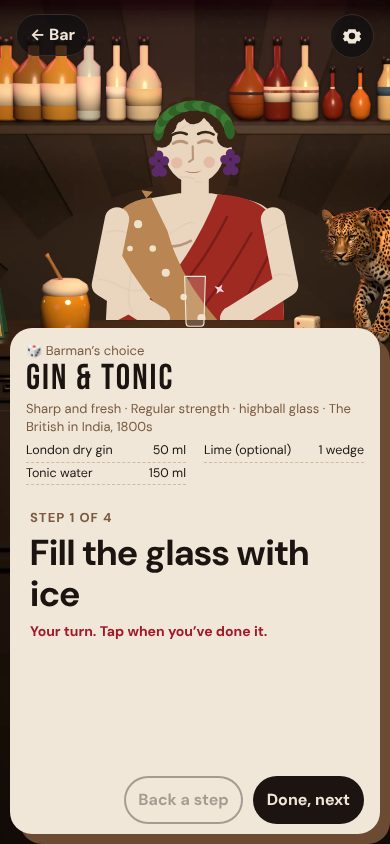 ← Bar
🎲 Barman's choice
GIN & TONIC
Sharp and fresh · Regular strength · highball glass · The
British in India, 1800s
London dry gin 50 ml
Lime (optional) 1 wedge
Tonic water 150 ml
STEP 1 OF 4
Fill the glass with
ice
Your turn. Tap when you've done it.
Back a step
Done, next